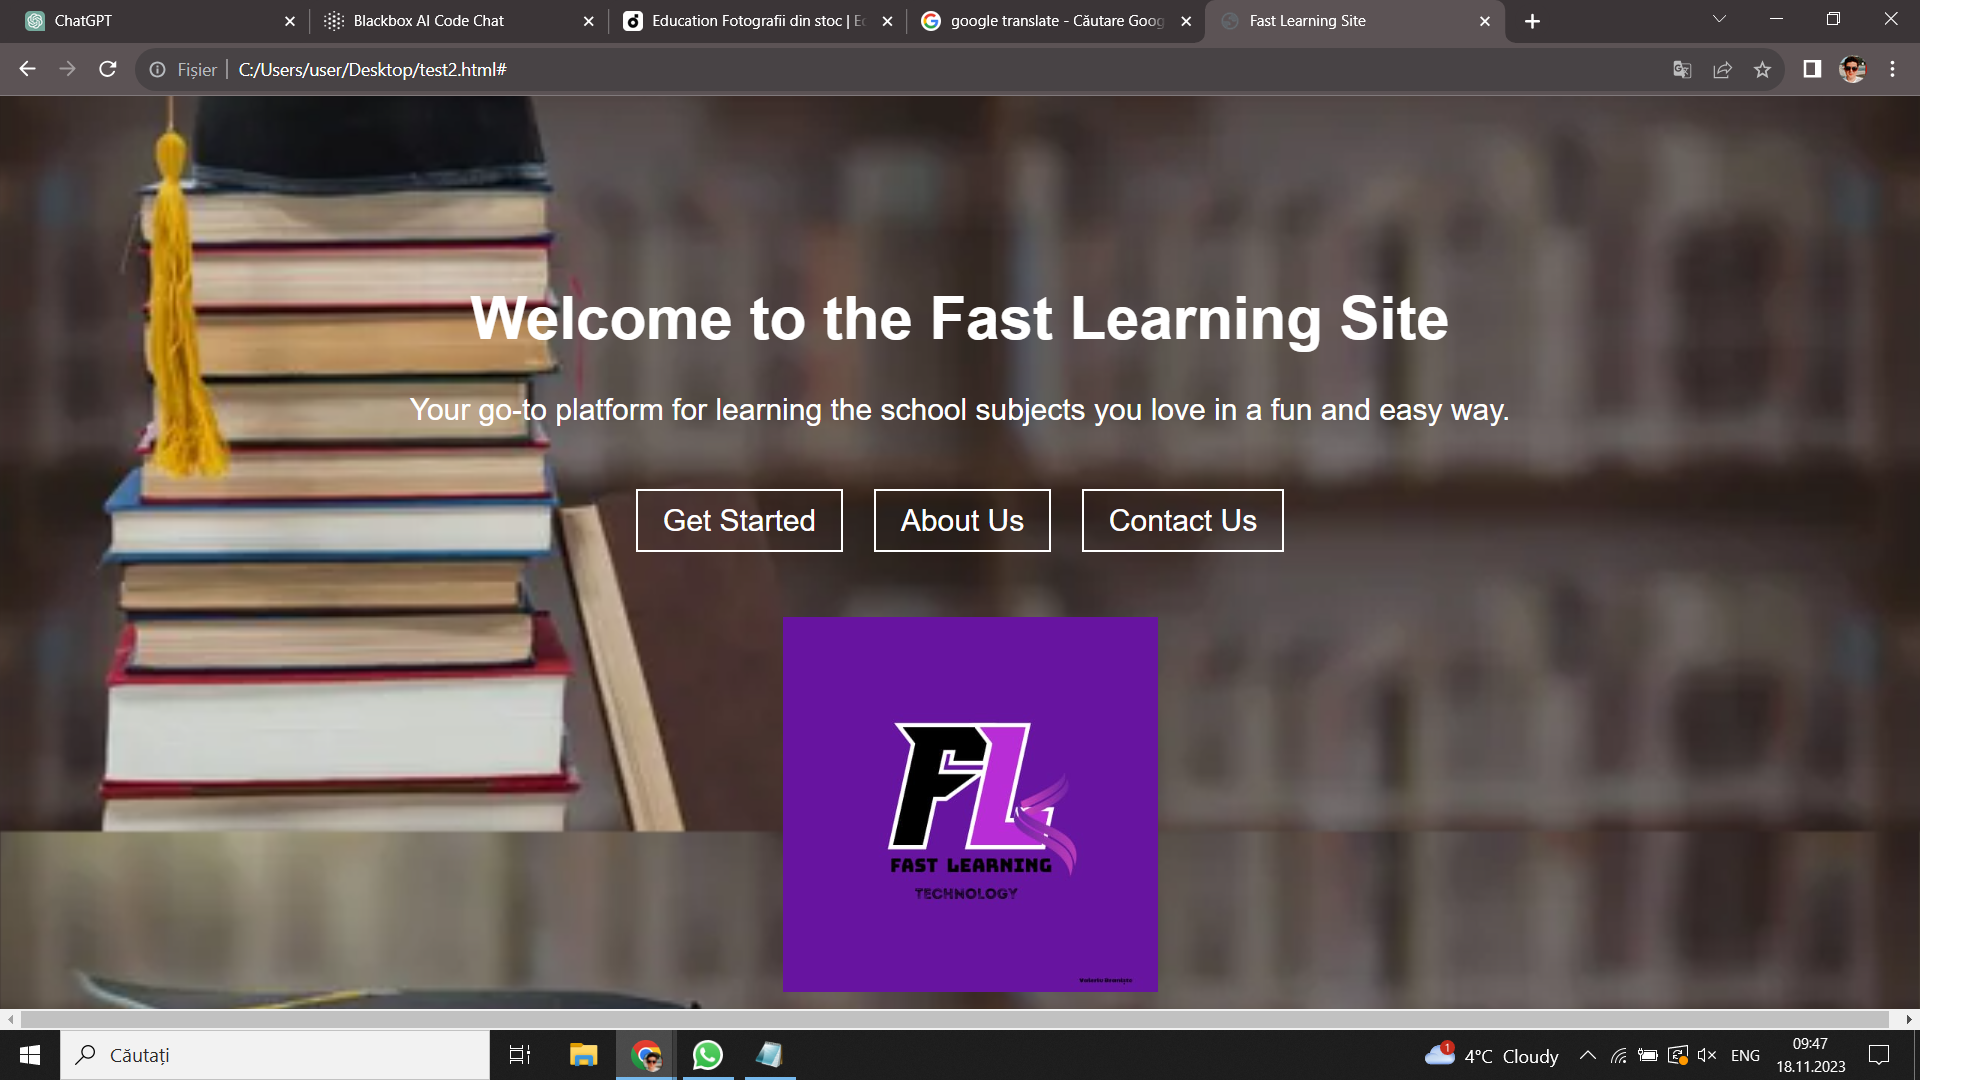 ChatGPT
Blackbox AI Code Chat
Education Fotografii din stoc | Ed
google translate - Căutare Goog
Fast Learning Site
Fișier
C:/Users/user/Desktop/test2.html#
Welcome to the Fast Learning Site
Your go-to platform for learning the school subjects you love in a fun and easy way.
Get Started
About Us
Contact Us
FL
FAST LEARNING
TECHNOLOGY
Căutați
1
4°C Cloudy
ENG
09:47
18.11.2023